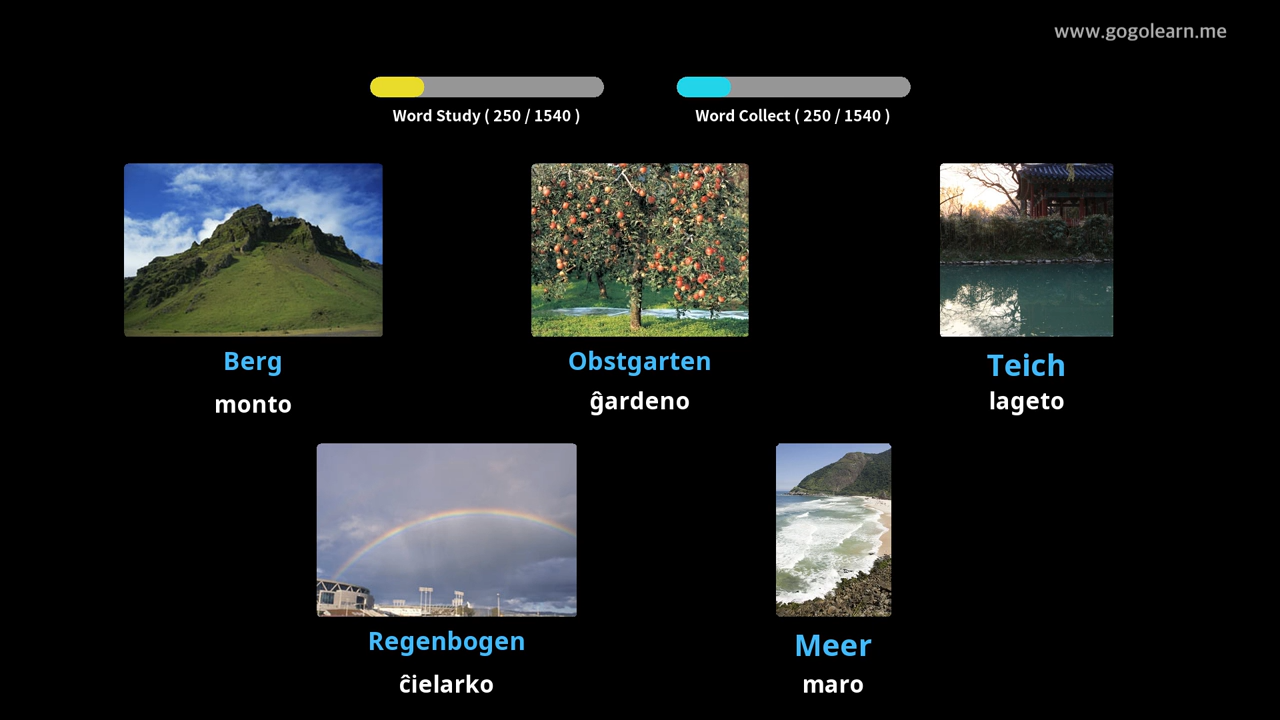 www.gogolearn.me
Word Study ( 250 / 1540 )
Word Collect ( 250 / 1540 )
Berg
monto
Obstgarten
ĝardeno
Teich
lageto
Regenbogen
ĉielarko
Meer
maro